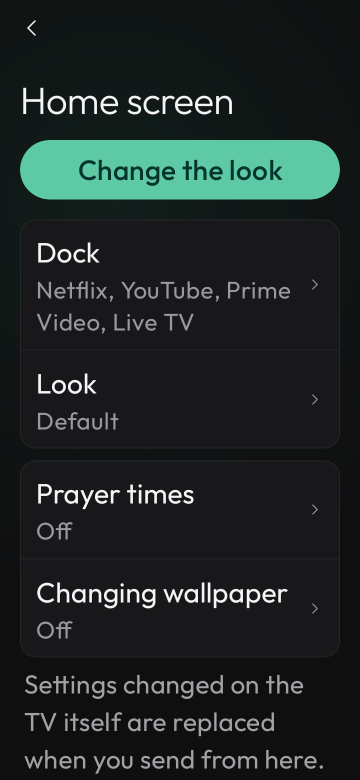 Home screen
Change the look
Dock
Netflix, YouTube, Prime
Video, Live TV
Look
Default
Prayer times
Off
Changing wallpaper
Off
Settings changed on the
TV itself are replaced
when you send from here.